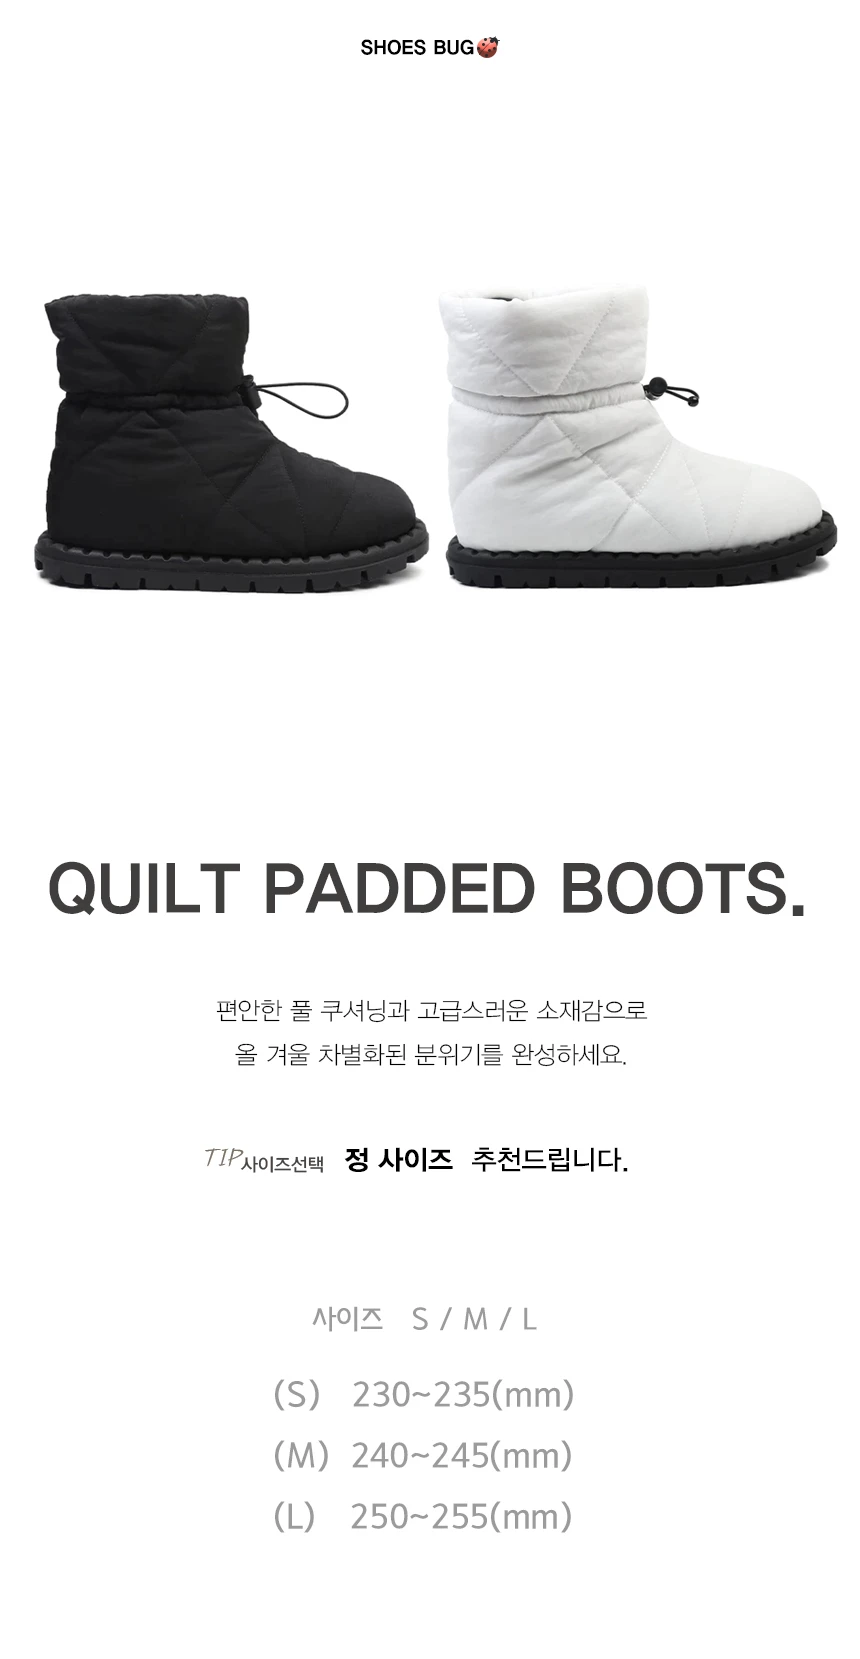 SHOES BUG🐞
QUILT PADDED BOOTS.
편안한 풀 쿠셔닝과 고급스러운 소재감으로
올 겨울 차별화된 분위기를 완성하세요.
TIP사이즈선택 정 사이즈 추천드립니다.
사이즈 S / M / L
(S) 230~235(mm)
(M) 240~245(mm)
(L) 250~255(mm)